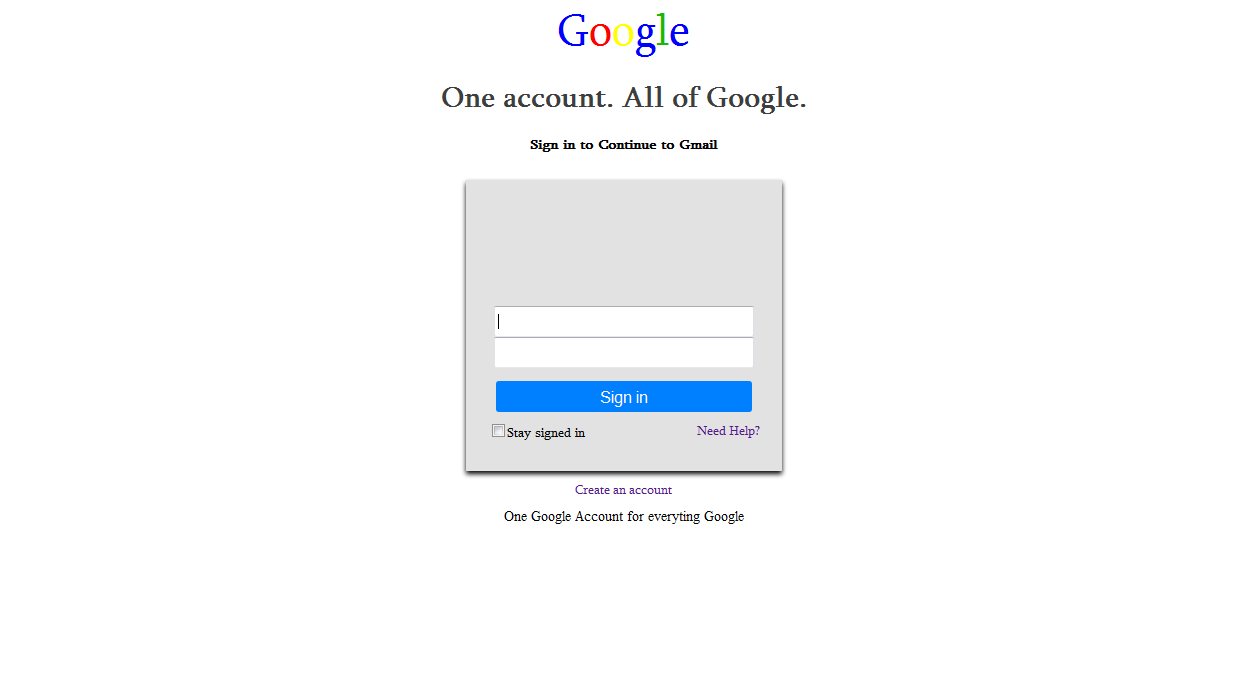 Google
One account. All of Google.
Sign in to Continue to Gmail
Sign in
Stay signed in
Need Help?
Create an account
One Google Account for everyting Google